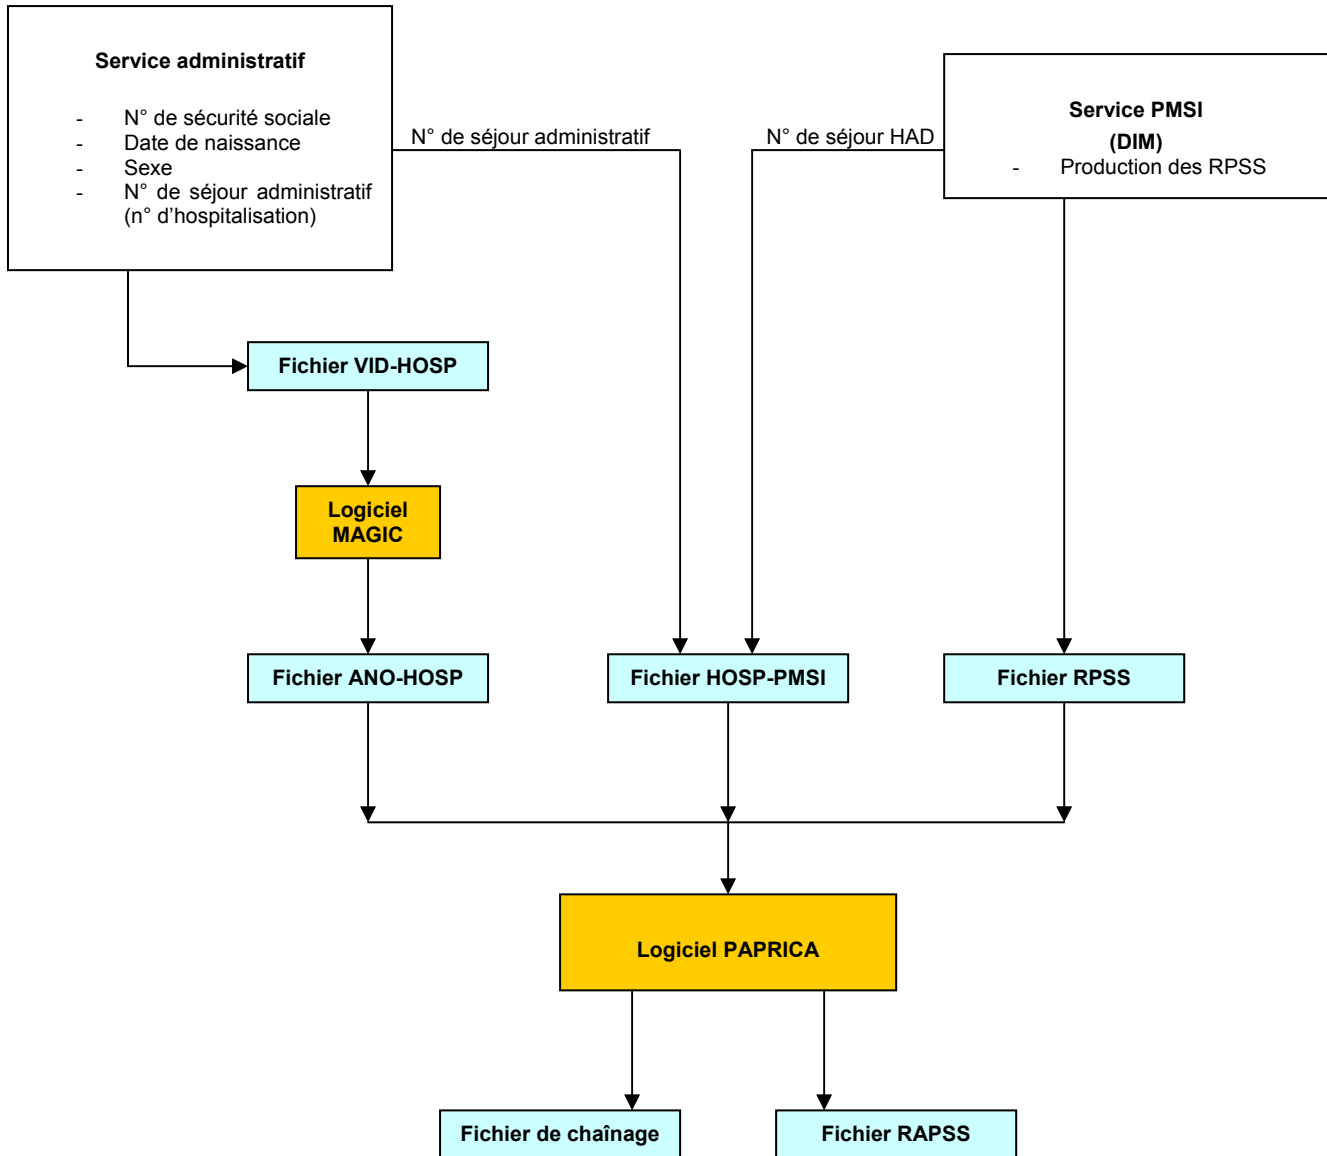 Service administratif
- N° de sécurité sociale
- Date de naissance
- Sexe
- N° de séjour administratif
(n° d'hospitalisation)
N° de séjour administratif
N° de séjour HAD
Service PMSI
(DIM)
- Production des RPSS
Fichier VID-HOSP
Logiciel
MAGIC
Fichier ANO-HOSP
Fichier HOSP-PMSI
Fichier RPSS
Logiciel PAPRICA
Fichier de chaînage
Fichier RAPSS